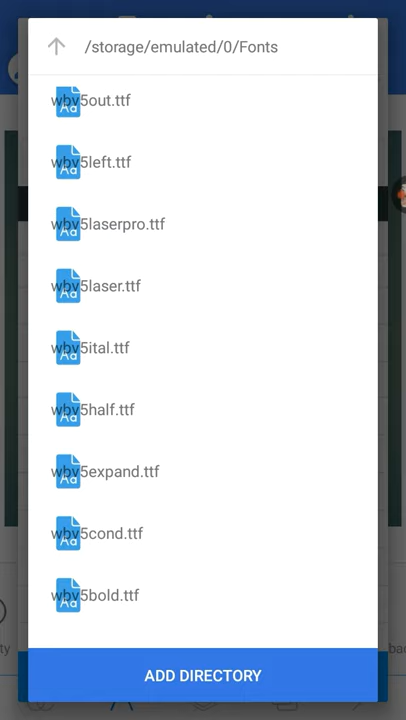 /storage/emulated/0/Fonts
wbv5out.ttf
wbv5left.ttf
wbv5laserpro.ttf
wbv5laser.ttf
wbv5ital.ttf
wbv5half.ttf
wbv5expand.ttf
wbv5cond.ttf
wbv5bold.ttf
ADD DIRECTORY